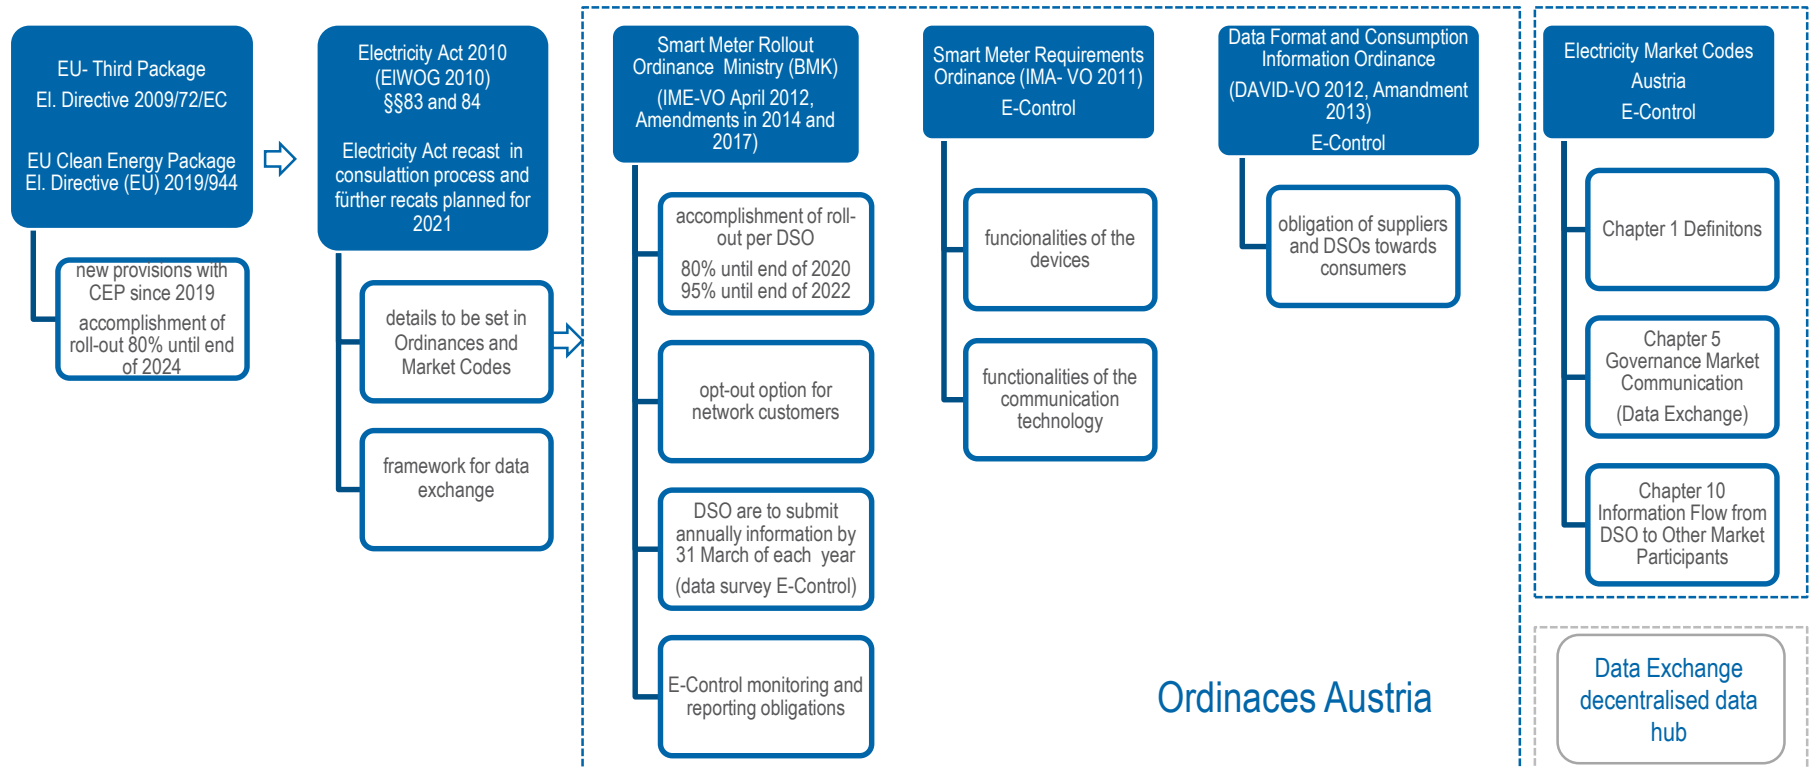 EU- Third Package
El. Directive 2009/72/EC
EU Clean Energy Package
El. Directive (EU) 2019/944
new provisions with
CEP since 2019
accomplishment of
roll-out 80% until end
of 2024
Electricity Act 2010
(ElWOG 2010)
§§83 and 84
Electricity Act recast in
consulattion process and
fürther recats planned for
2021
details to be set in
Ordinances and
Market Codes
framework for data
exchange
Smart Meter Rollout
Ordinance Ministry (BMK)
(IME-VO April 2012,
Amendments in 2014 and
2017)
accomplishment of roll-
out per DSO
80% until end of 2020
95% until end of 2022
opt-out option for
network customers
DSO are to submit
annually information by
31 March of each year
(data survey E-Control)
E-Control monitoring and
reporting obligations
Smart Meter Requirements
Ordinance (IMA- VO 2011)
E-Control
funcionalities of the
devices
functionalities of the
communication
technology
Data Format and Consumption
Information Ordinance
(DAVID-VO 2012, Amandment
2013)
E-Control
obligation of suppliers
and DSOs towards
consumers
Ordinaces Austria
Electricity Market Codes
Austria
E-Control
Chapter 1 Definitons
Chapter 5
Governance Market
Communication
(Data Exchange)
Chapter 10
Information Flow from
DSO to Other Market
Participants
Data Exchange
decentralised data
hub